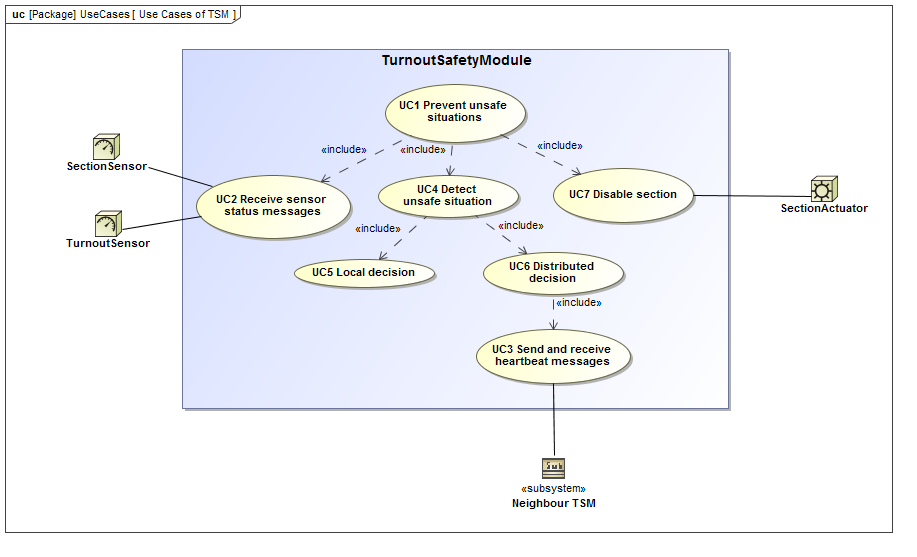 uc [Package] UseCases [ Use Cases of TSM ]
TurnoutSafetyModule
UC1 Prevent unsafe
situations
«include»
«include»
«include»
SectionSensor
TurnoutSensor
UC2 Receive sensor
status messages
UC4 Detect
unsafe situation
UC7 Disable section
SectionActuator
«include»
«include»
UC5 Local decision
UC6 Distributed
decision
«include»
UC3 Send and receive
heartbeat messages
Sub
«subsystem»
Neighbour TSM